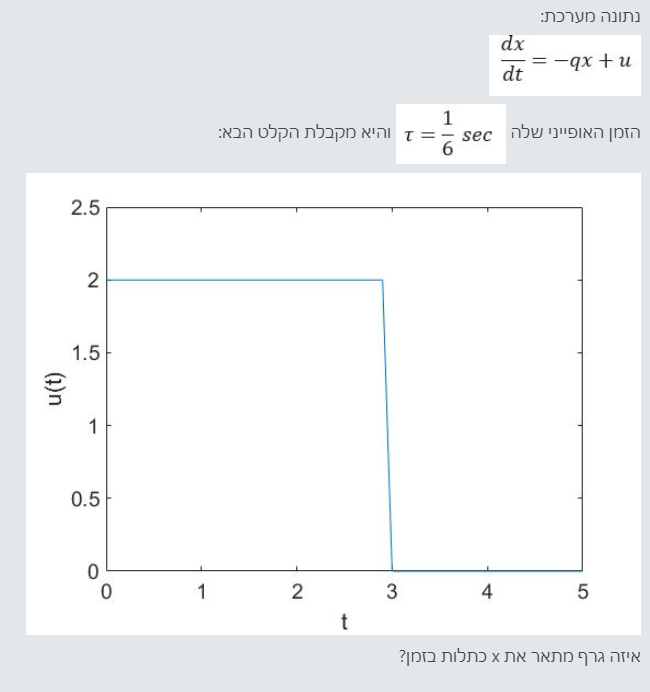 נתונה מערכת:
dx/dt = −qx + u
הזמן האופייני שלה τ = 1/6 sec והיא מקבלת הקלט הבא:
2.5
2
1.5
1
0.5
0
u(t)
0 1 2 3 4 5
t
איזה גרף מתאר את x כתלות בזמן?